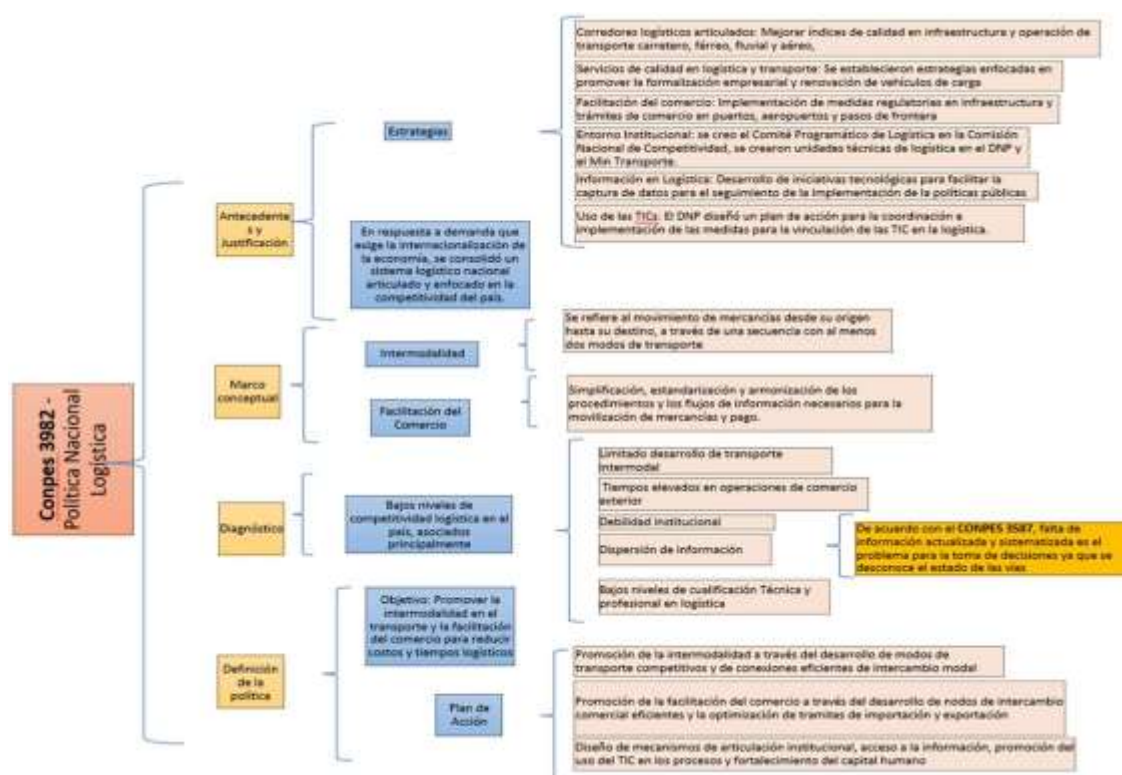 Conpes 3982 -
Política Nacional
Logística
Antecedente
s y
Justificación
Estrategias
Corredores logísticos articulados: Mejorar índices de calidad en infraestructura y operación de
transporte carretero, férreo, fluvial y aéreo,
Servicios de calidad en logística y transporte: Se establecieron estrategias enfocadas en
promover la formalización empresarial y renovación de vehículos de carga
Facilitación del comercio: Implementación de medidas regulatorias en infraestructura y
trámites de comercio en puertos, aeropuertos y pasos de frontera
Entorno Institucional: se creo el Comité Programático de Logística en la Comisión
Nacional de Competitividad, se crearon unidades técnicas de logística en el DNP y
el Min Transporte.
Información en Logística: Desarrollo de iniciativas tecnológicas para facilitar la
captura de datos para el seguimiento de la implementación de la políticas públicas
Uso de las TICs. El DNP diseñó un plan de acción para la coordinación e
implementación de las medidas para la vinculación de las TIC en la logística.
En respuesta a demanda que
exige la internacionalización de
la economía, se consolidó un
sistema logístico nacional
articulado y enfocado en la
competitividad del país.
Marco
conceptual
Intermodalidad
Se refiere al movimiento de mercancías desde su origen
hasta su destino, a través de una secuencia con al menos
dos modos de transporte
Facilitación del
Comercio
Simplificación, estandarización y armonización de los
procedimientos y los flujos de información necesarios para la
movilización de mercancías y pago.
Diagnóstico
Bajos niveles de
competitividad logística en el
país, asociados
principalmente
Limitado desarrollo de transporte
intermodal
Tiempos elevados en operaciones de comercio
exterior
Debilidad institucional
Dispersión de información
De acuerdo con el CONPES 3587, falta de
información actualizada y sistematizada es el
problema para la toma de decisiones ya que se
desconoce el estado de las vías
Bajos niveles de cualificación Técnica y
profesional en logística
Definición
de la
política
Objetivo: Promover la
intermodalidad en el
transporte y la facilitación
del comercio para reducir
costos y tiempos logísticos
Plan de
Acción
Promoción de la intermodalidad a través del desarrollo de modos de
transporte competitivos y de conexiones eficientes de intercambio modal
Promoción de la facilitación del comercio a través del desarrollo de nodos de intercambio
comercial eficientes y la optimización de tramites de importación y exportación
Diseño de mecanismos de articulación institucional, acceso a la información, promoción del
uso del TIC en los procesos y fortalecimiento del capital humano